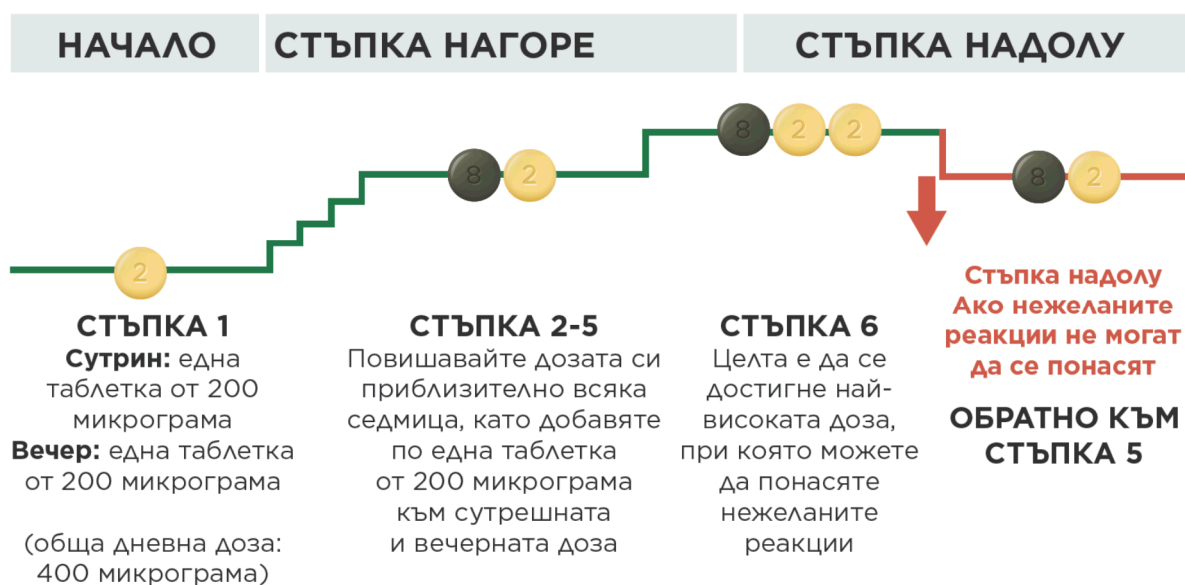 НАЧАЛО
СТЪПКА НАГОРЕ
СТЪПКА НАДОЛУ
8
2
2
8
2
8
2
2
СТЪПКА 1
Сутрин: една
таблетка от 200
микрограма
Вечер: една таблетка
от 200 микрограма
(обща дневна доза:
400 микрограма)
СТЪПКА 2-5
Повишавайте дозата си
приблизително всяка
седмица, като добавяте
по една таблетка
от 200 микрограма
към сутрешната
и вечерната доза
СТЪПКА 6
Целта е да се
достигне най-
високата доза,
при която можете
да понасяте
нежеланите
реакции
Стъпка надолу
Ако нежеланите
реакции не могат
да се понасят
ОБРАТНО КЪМ
СТЪПКА 5